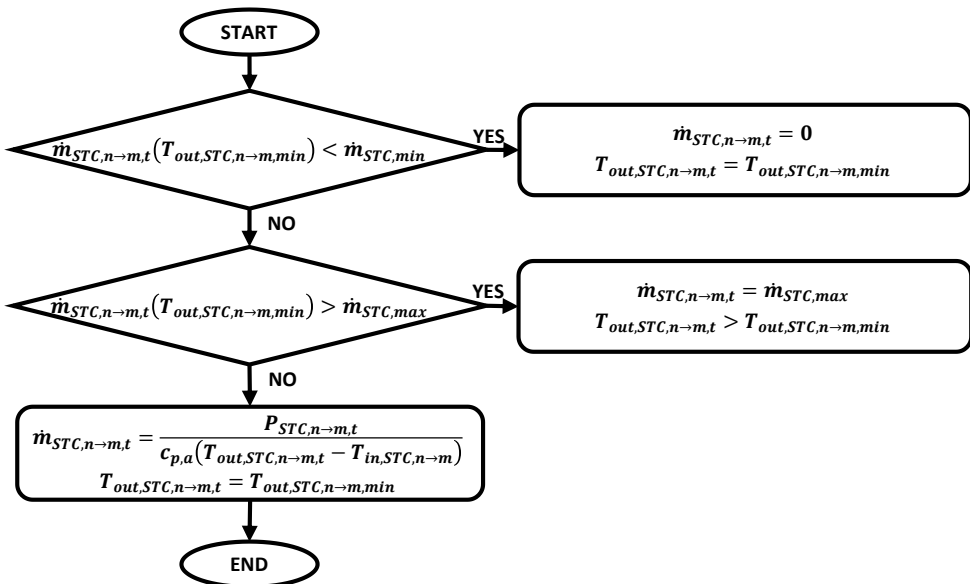 START
ṁ_{STC,n→m,t}(T_{out,STC,n→m,min}) < ṁ_{STC,min}
YES
ṁ_{STC,n→m,t} = 0
T_{out,STC,n→m,t} = T_{out,STC,n→m,min}
NO
ṁ_{STC,n→m,t}(T_{out,STC,n→m,min}) > ṁ_{STC,max}
YES
ṁ_{STC,n→m,t} = ṁ_{STC,max}
T_{out,STC,n→m,t} > T_{out,STC,n→m,min}
NO
ṁ_{STC,n→m,t} = P_{STC,n→m,t} / c_{p,a}(T_{out,STC,n→m,t} − T_{in,STC,n→m})
T_{out,STC,n→m,t} = T_{out,STC,n→m,min}
END